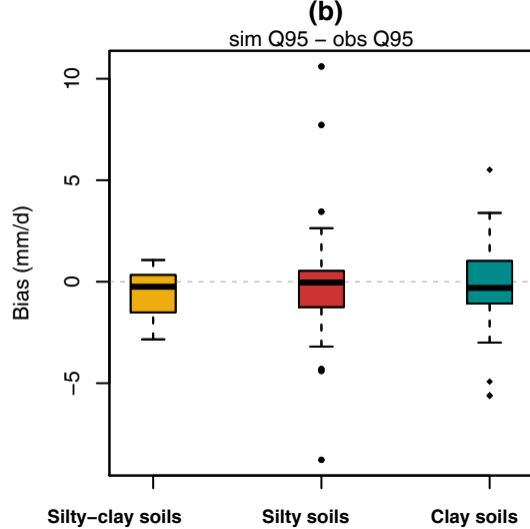 (b)
sim Q95 − obs Q95
10
5
0
−5
Bias (mm/d)
Silty−clay soils
Silty soils
Clay soils